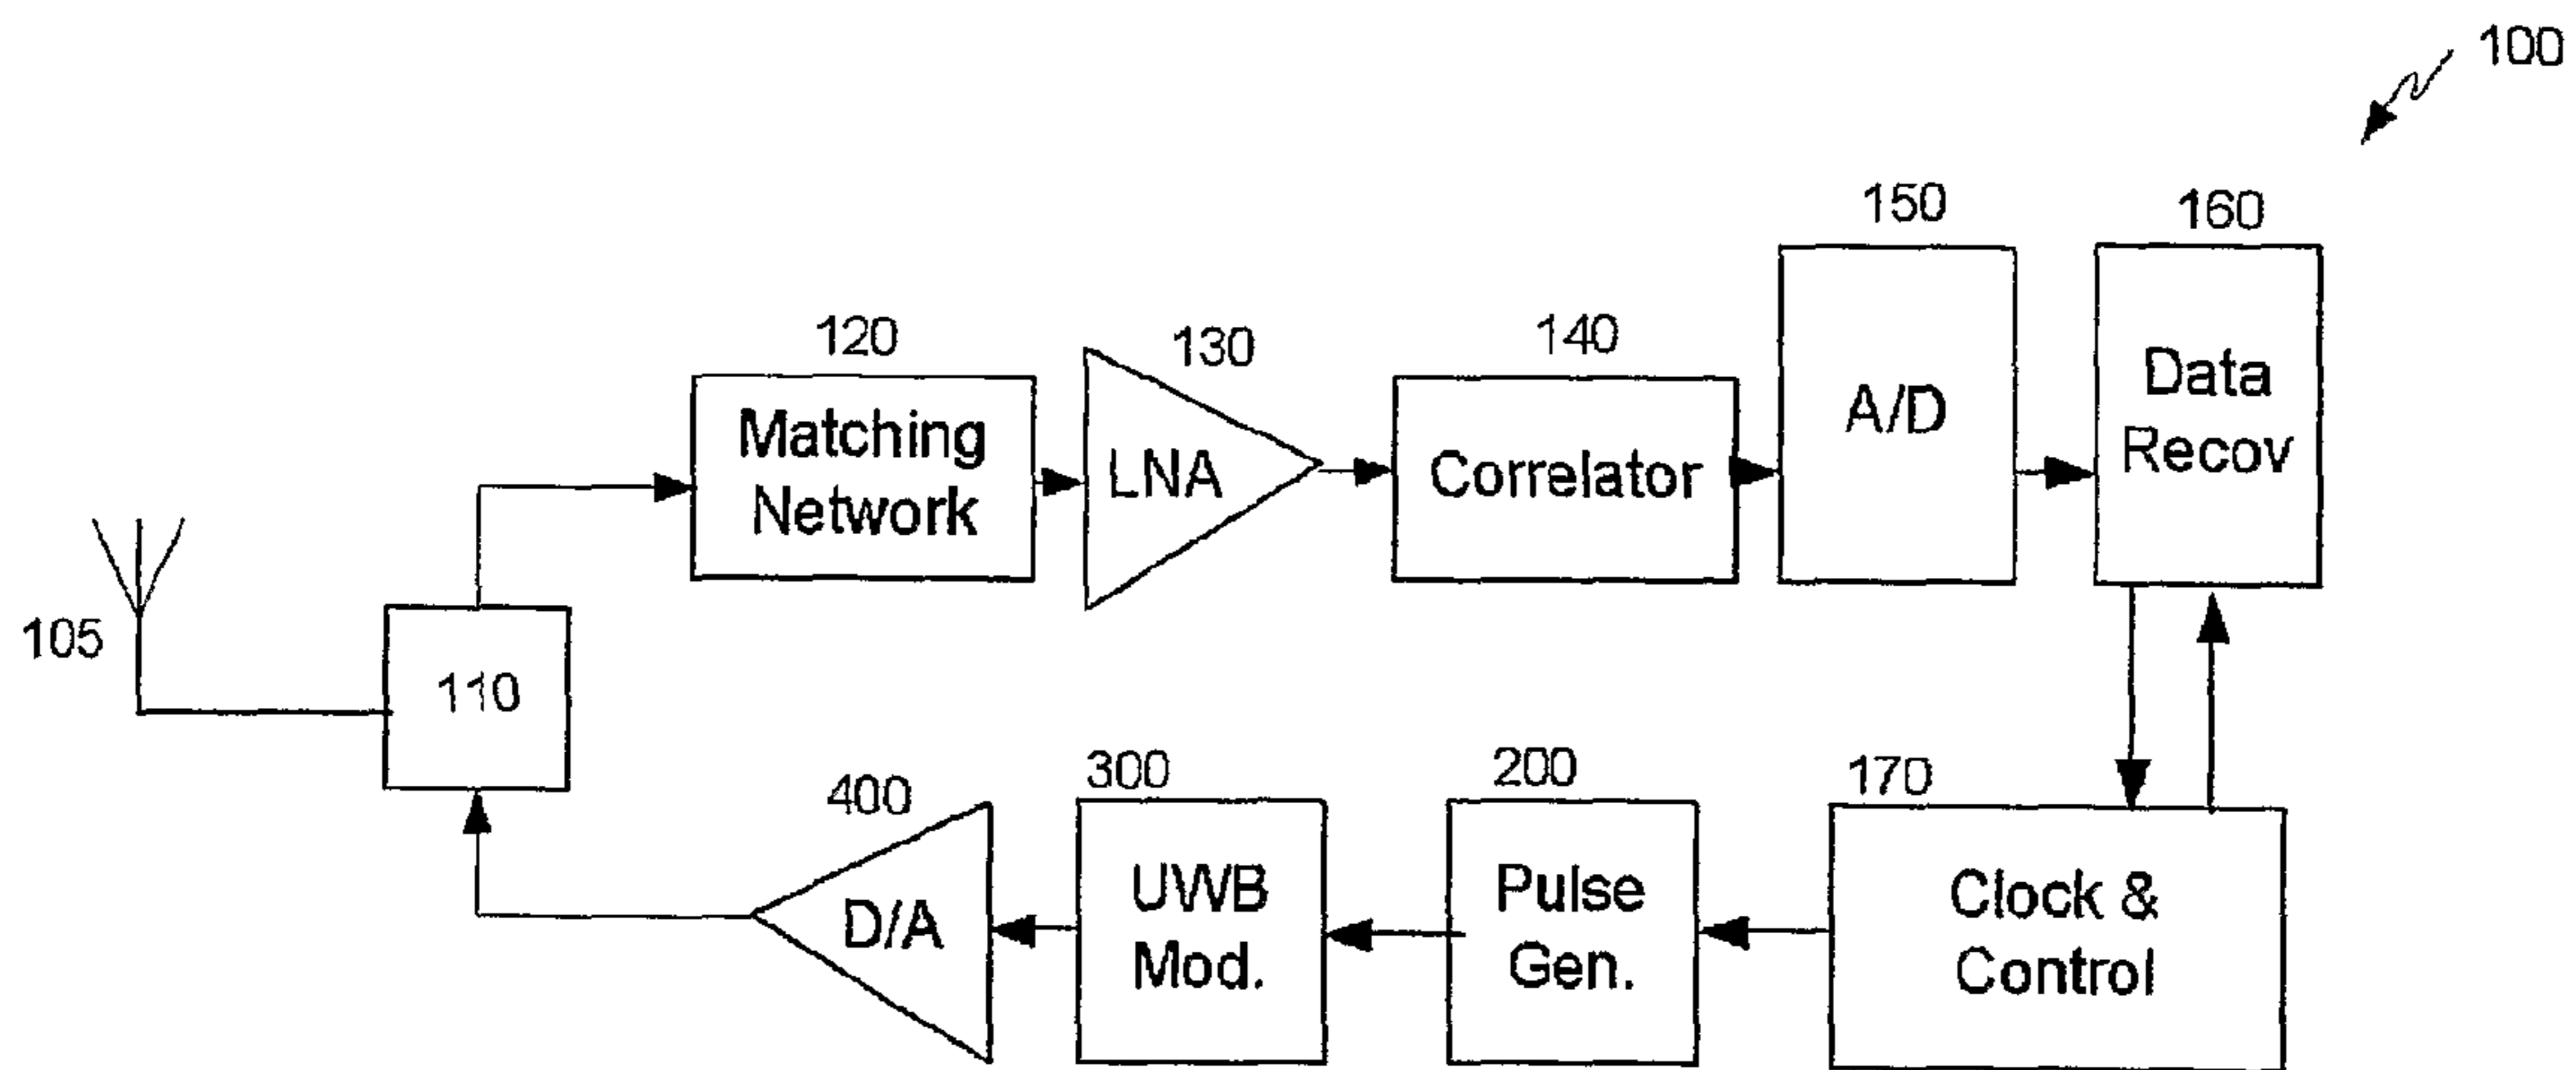 100
150
160
120
130
140
Matching
Network
LNA
Correlator
A/D
Data
Recov
105
110
400
300
200
170
D/A
UWB
Mod.
Pulse
Gen.
Clock &
Control